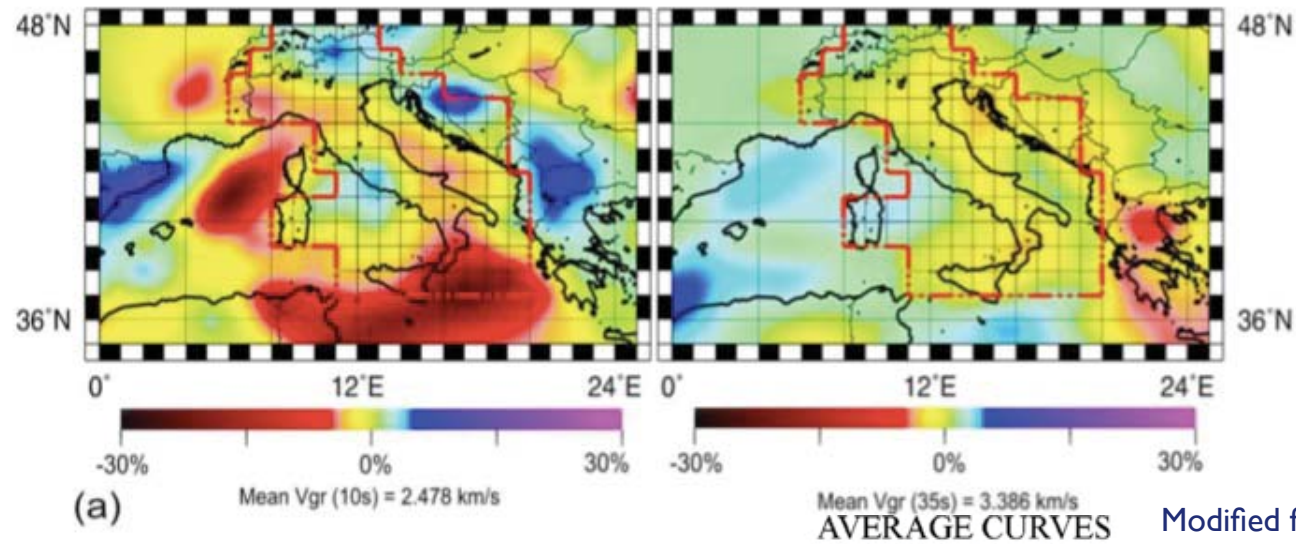 48°N
48°N
36°N
36°N
0° 12°E 24°E
0° 12°E 24°E
-30% 0% 30%
-30% 0% 30%
(a)
Mean Vgr (10s) = 2.478 km/s
Mean Vgr (35s) = 3.386 km/s
AVERAGE CURVES
Modified f